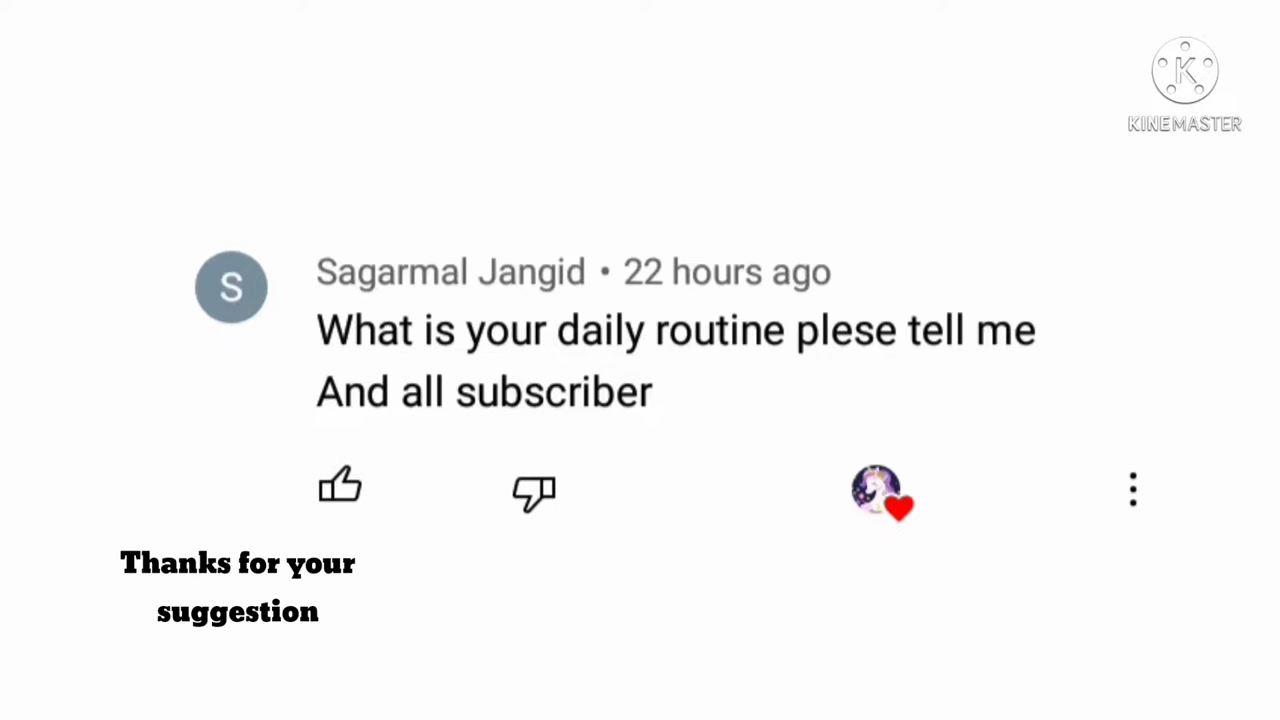 K
KINEMASTER
S
Sagarmal Jangid • 22 hours ago
What is your daily routine plese tell me
And all subscriber
Thanks for your
suggestion